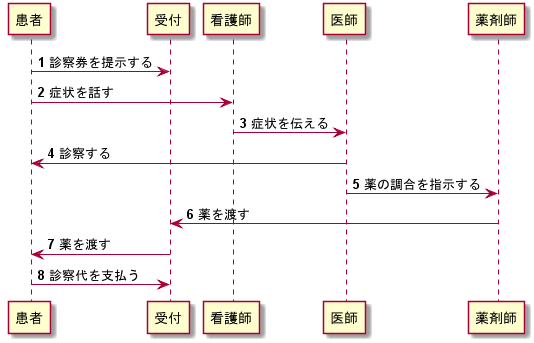 患者 受付 看護師 医師 薬剤師
1 診察券を提示する
2 症状を話す
3 症状を伝える
4 診察する
5 薬の調合を指示する
6 薬を渡す
7 薬を渡す
8 診察代を支払う
患者 受付 看護師 医師 薬剤師